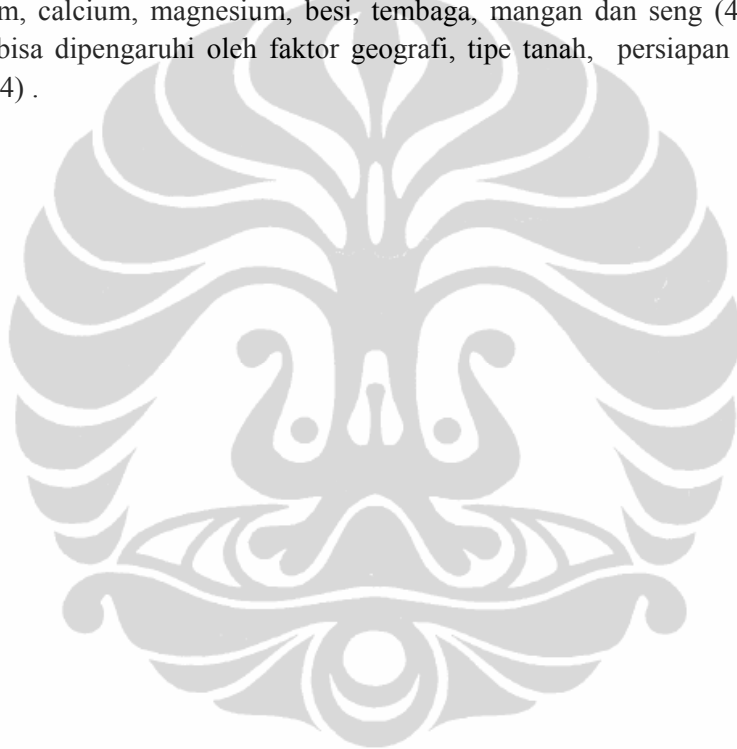 m, calcium, magnesium, besi, tembaga, mangan dan seng (4
bisa dipengaruhi oleh faktor geografi, tipe tanah, persiapan
4) .